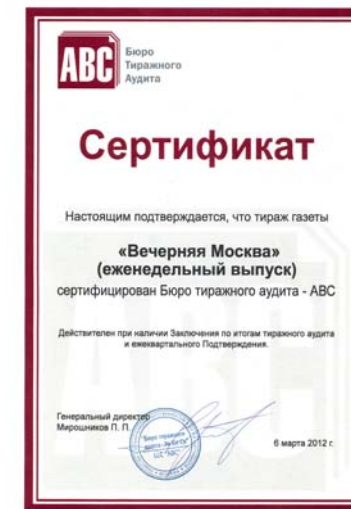 ABC
Бюро
Тиражного
Аудита
Сертификат
Настоящим подтверждается, что тираж газеты
«Вечерняя Москва»
(еженедельный выпуск)
сертифицирован Бюро тиражного аудита - ABC
Действителен при наличии Заключения по итогам тиражного аудита
и ежеквартального Подтверждения.
Генеральный директор
Мирошников П. П.
6 марта 2012 г.